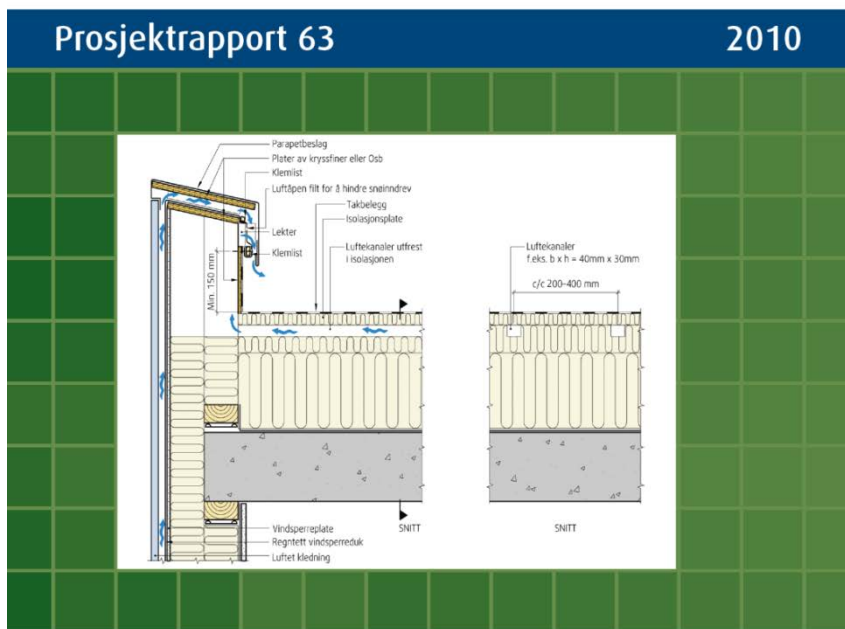 Prosjektrapport 63 2010
Parapetbeslag
Plater av kryssfiner eller Osb
Klemlist
Luftåpen filt for å hindre snøinndrev
Takbelegg
Isolasjonsplate
Lekter
Luftekanaler utfrest
i isolasjonen
Klemlist
Min. 150 mm
Luftekanaler
f.eks. b x h = 40mm x 30mm
c/c 200-400 mm
Vindsperreplate
Regntett vindsperreduk
Luftet kledning
SNITT
SNITT